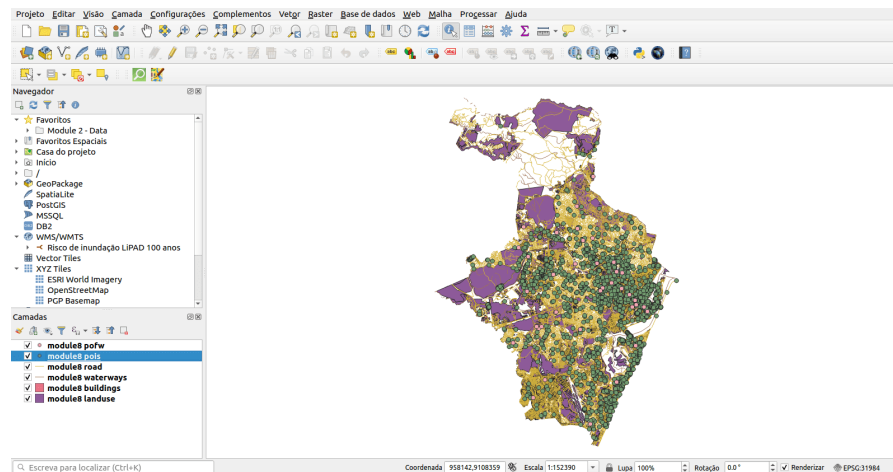 Projeto Editar Visão Camada Configurações Complementos Vetor Raster Base de dados Web Malha Processar Ajuda
Navegador
Favoritos
Module 2 - Data
Favoritos Espaciais
Casa do projeto
Início
/
GeoPackage
SpatiaLite
PostGIS
MSSQL
DB2
WMS/WMTS
Risco de inundação LiPAD 100 anos
Vector Tiles
XYZ Tiles
ESRI World Imagery
OpenStreetMap
PGP Basemap
Camadas
module8 pofw
module8 pois
module8 road
module8 waterways
module8 buildings
module8 landuse
Escreva para localizar (Ctrl+K)
Coordenada 958142,9108359 Escala 1:152390 Lupa 100% Rotação 0.0 ° Renderizar EPSG:31984